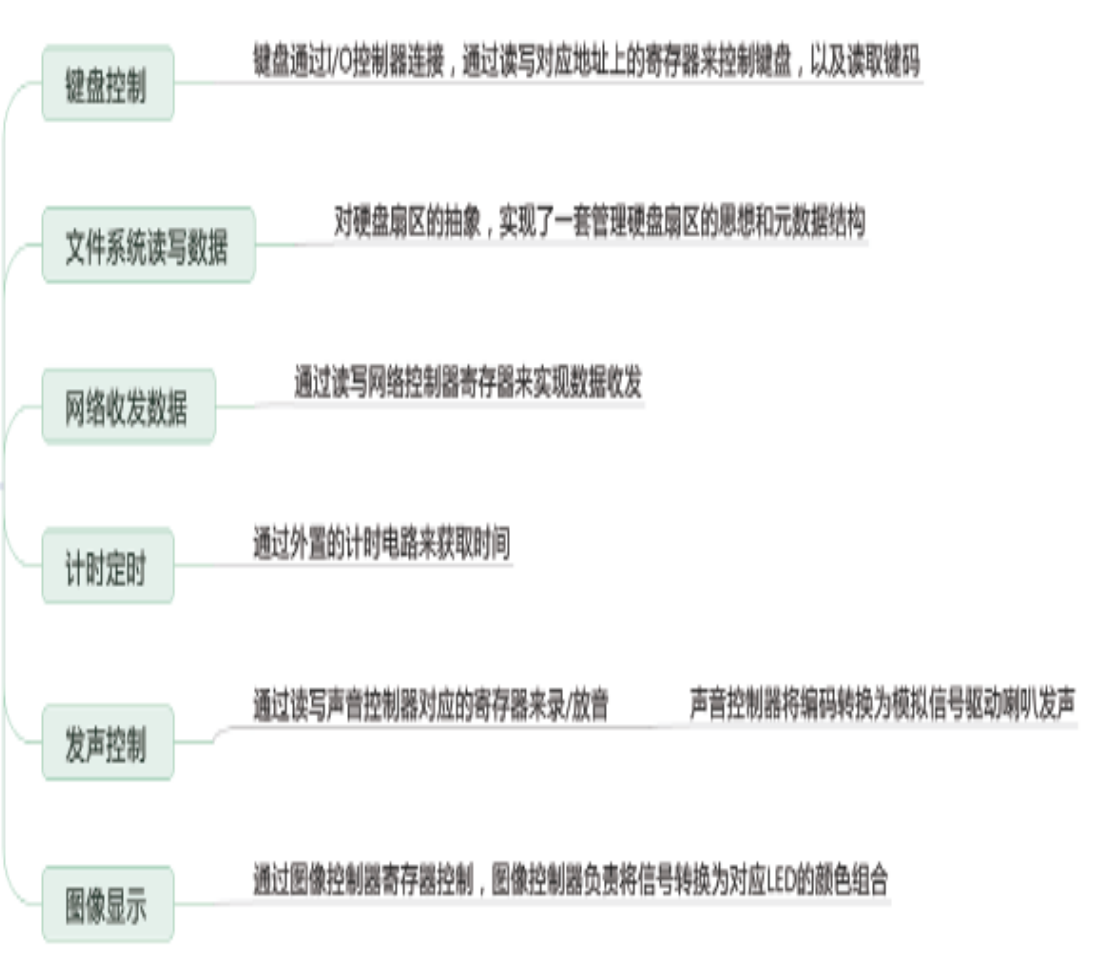 键盘控制
键盘通过I/O控制器连接，通过读写对应地址上的寄存器来控制键盘，以及读取键码
文件系统读写数据
对硬盘扇区的抽象，实现了一套管理硬盘扇区的思想和元数据结构
网络收发数据
通过读写网络控制器寄存器来实现数据收发
计时定时
通过外置的计时电路来获取时间
发声控制
通过读写声音控制器对应的寄存器来录/放音
声音控制器将编码转换为模拟信号驱动喇叭发声
图像显示
通过图像控制器寄存器控制，图像控制器负责将信号转换为对应LED的颜色组合